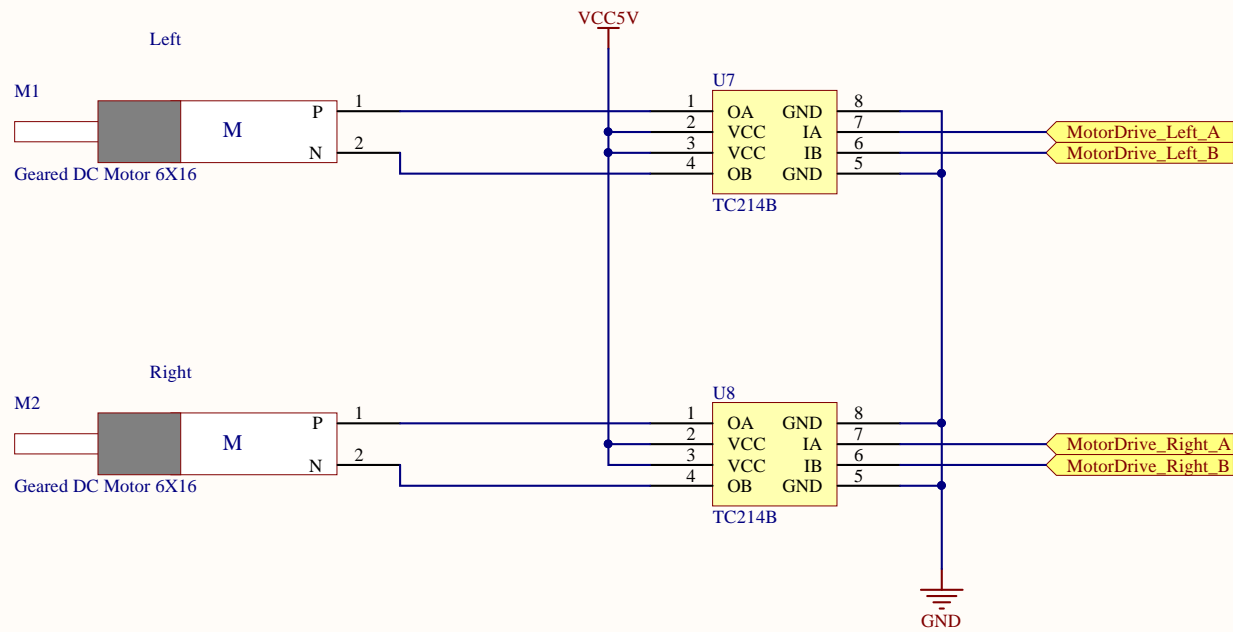 VCC5V
Left
M1
P 1
M
N 2
Geared DC Motor 6X16
U7
1 OA GND 8
2 VCC IA 7 MotorDrive_Left_A
3 VCC IB 6 MotorDrive_Left_B
4 OB GND 5
TC214B
Right
M2
P 1
M
N 2
Geared DC Motor 6X16
U8
1 OA GND 8
2 VCC IA 7 MotorDrive_Right_A
3 VCC IB 6 MotorDrive_Right_B
4 OB GND 5
TC214B
GND